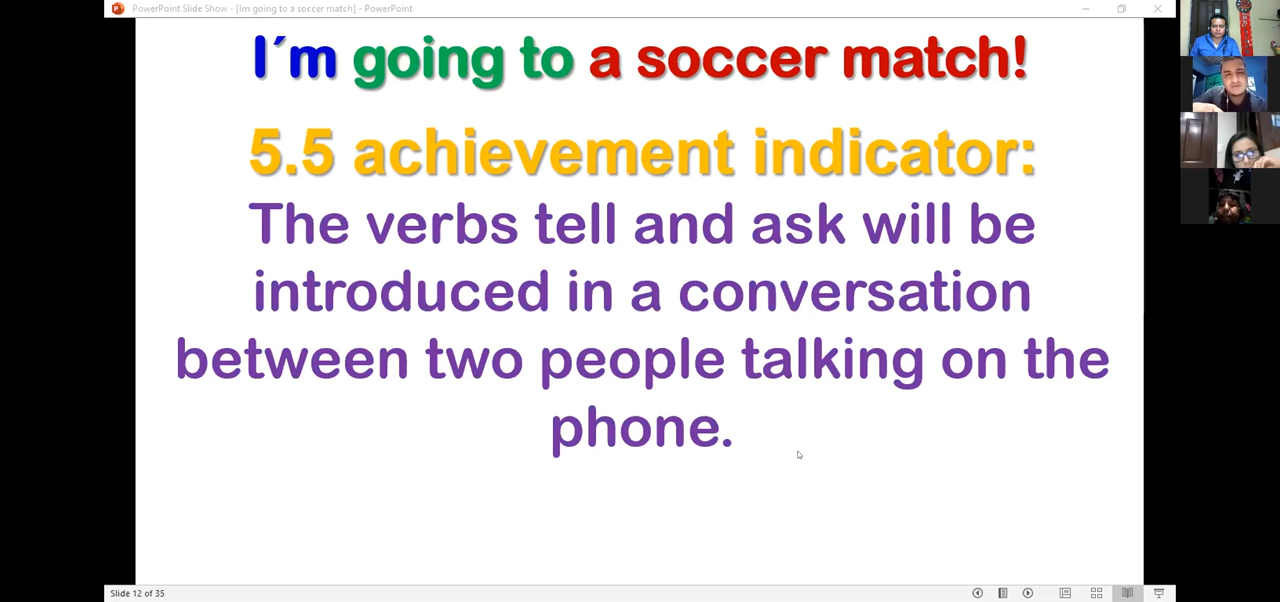 PowerPoint Slide Show - [Im going to a soccer match] - PowerPoint
I´m going to a soccer match!
5.5 achievement indicator:
The verbs tell and ask will be
introduced in a conversation
between two people talking on the
phone.
Slide 12 of 35